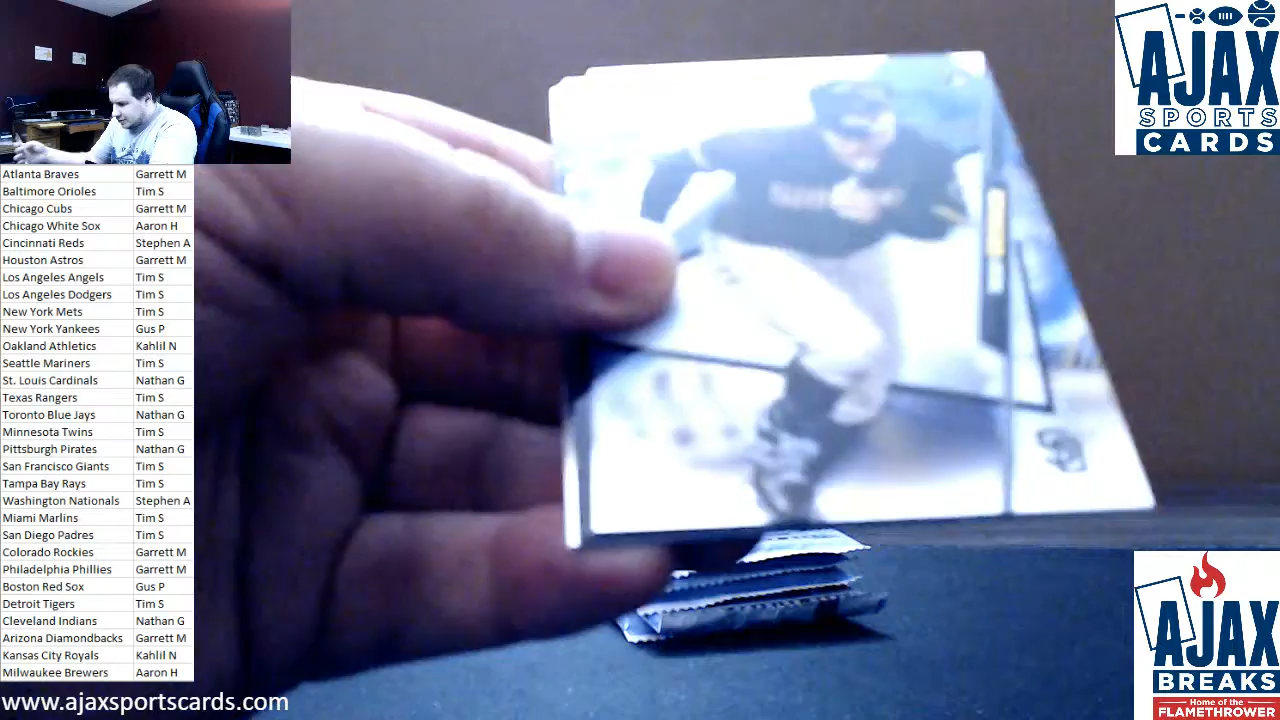 AJAX
SPORTS
CARDS
Atlanta Braves Garrett M
Baltimore Orioles Tim S
Chicago Cubs Garrett M
Chicago White Sox Aaron H
Cincinnati Reds Stephen A
Houston Astros Garrett M
Los Angeles Angels Tim S
Los Angeles Dodgers Tim S
New York Mets Tim S
New York Yankees Gus P
Oakland Athletics Kahlil N
Seattle Mariners Tim S
St. Louis Cardinals Nathan G
Texas Rangers Tim S
Toronto Blue Jays Nathan G
Minnesota Twins Tim S
Pittsburgh Pirates Nathan G
San Francisco Giants Tim S
Tampa Bay Rays Tim S
Washington Nationals Stephen A
Miami Marlins Tim S
San Diego Padres Tim S
Colorado Rockies Garrett M
Philadelphia Phillies Garrett M
Boston Red Sox Gus P
Detroit Tigers Tim S
Cleveland Indians Nathan G
Arizona Diamondbacks Garrett M
Kansas City Royals Kahlil N
Milwaukee Brewers Aaron H
www.ajaxsportscards.com
AJAX
BREAKS
Home of the
FLAMETHROWER